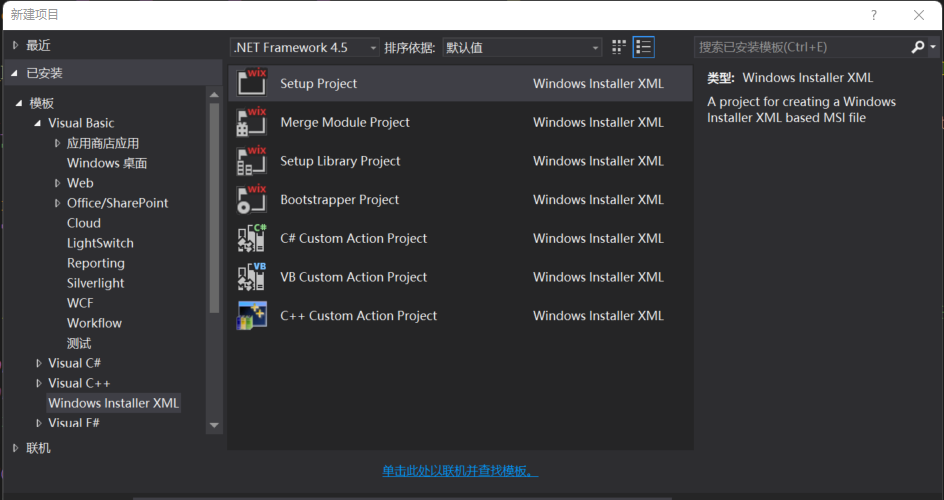 新建项目
?
最近
.NET Framework 4.5
排序依据:
默认值
搜索已安装模板(Ctrl+E)
已安装
模板
Visual Basic
应用商店应用
Windows 桌面
Web
Office/SharePoint
Cloud
LightSwitch
Reporting
Silverlight
WCF
Workflow
测试
Visual C#
Visual C++
Windows Installer XML
Visual F#
联机
wix Setup Project Windows Installer XML
wix Merge Module Project Windows Installer XML
wix Setup Library Project Windows Installer XML
wix Bootstrapper Project Windows Installer XML
C# C# Custom Action Project Windows Installer XML
VB VB Custom Action Project Windows Installer XML
C++ Custom Action Project Windows Installer XML
类型: Windows Installer XML
A project for creating a Windows
Installer XML based MSI file
单击此处以联机并查找模板。